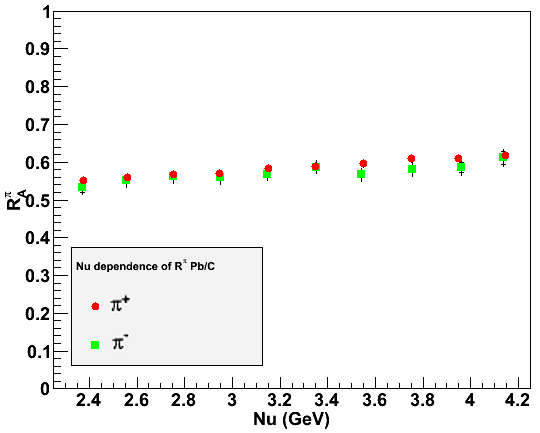 1
0.9
0.8
0.7
0.6
0.5
0.4
0.3
0.2
0.1
0
R_A^π
Nu dependence of R^π Pb/C
π^+
π^-
2.4 2.6 2.8 3 3.2 3.4 3.6 3.8 4 4.2
Nu (GeV)